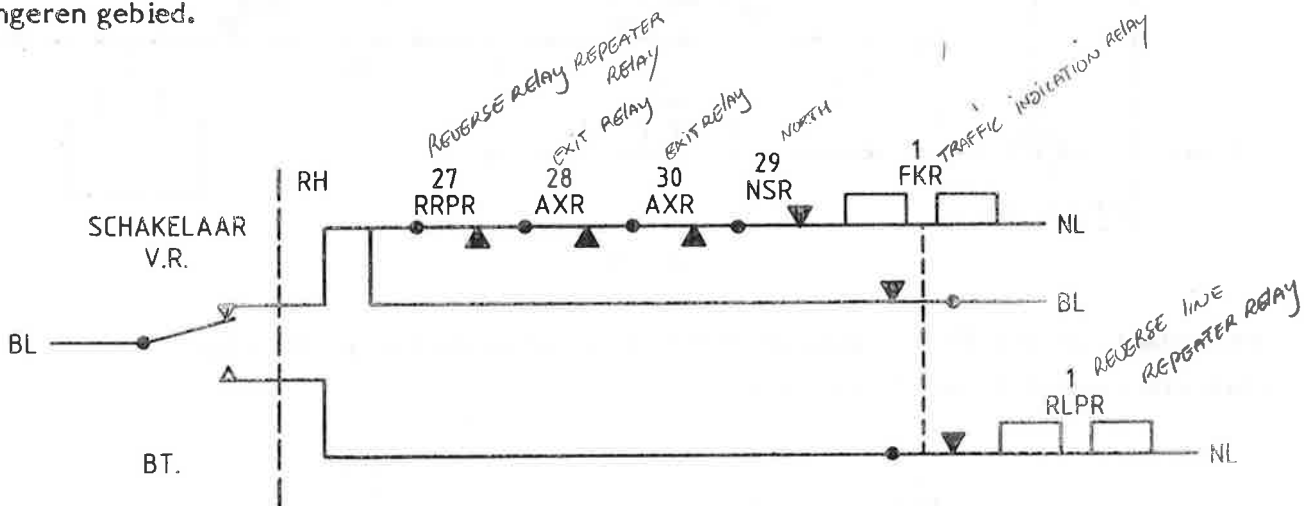 ngeren gebied.
REVERSE RELAY REPEATER RELAY
EXIT RELAY
EXIT RELAY
NORTH
TRAFFIC INDICATION RELAY
RH
27
RRPR
28
AXR
30
AXR
29
NSR
1
FKR
NL
SCHAKELAAR
V.R.
BL
BL
REVERSE LINE
REPEATER RELAY
1
RLPR
BT.
NL